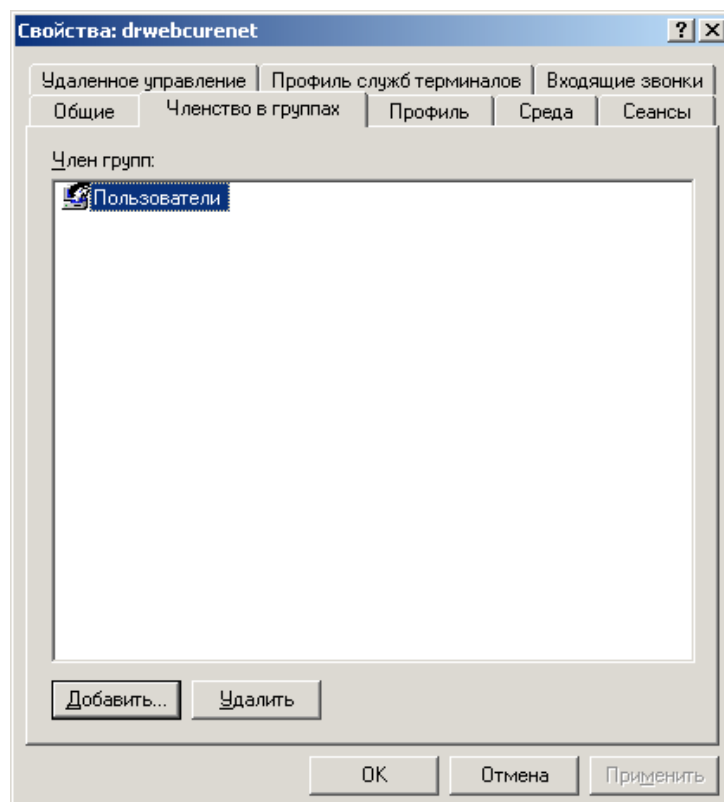 Свойства: drwebcurenet
Удаленное управление Профиль служб терминалов Входящие звонки
Общие Членство в группах Профиль Среда Сеансы
Член групп:
Пользователи
Добавить... Удалить
OK Отмена Применить